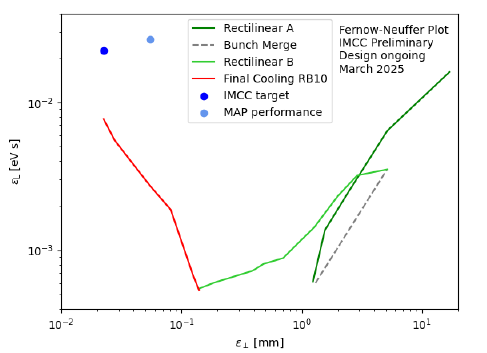 Rectilinear A
Bunch Merge
Rectilinear B
Final Cooling RB10
IMCC target
MAP performance
Fernow-Neuffer Plot
IMCC Preliminary
Design ongoing
March 2025
ε_L [eV s]
10⁻²
10⁻³
10⁻²
10⁻¹
10⁰
10¹
ε⊥ [mm]